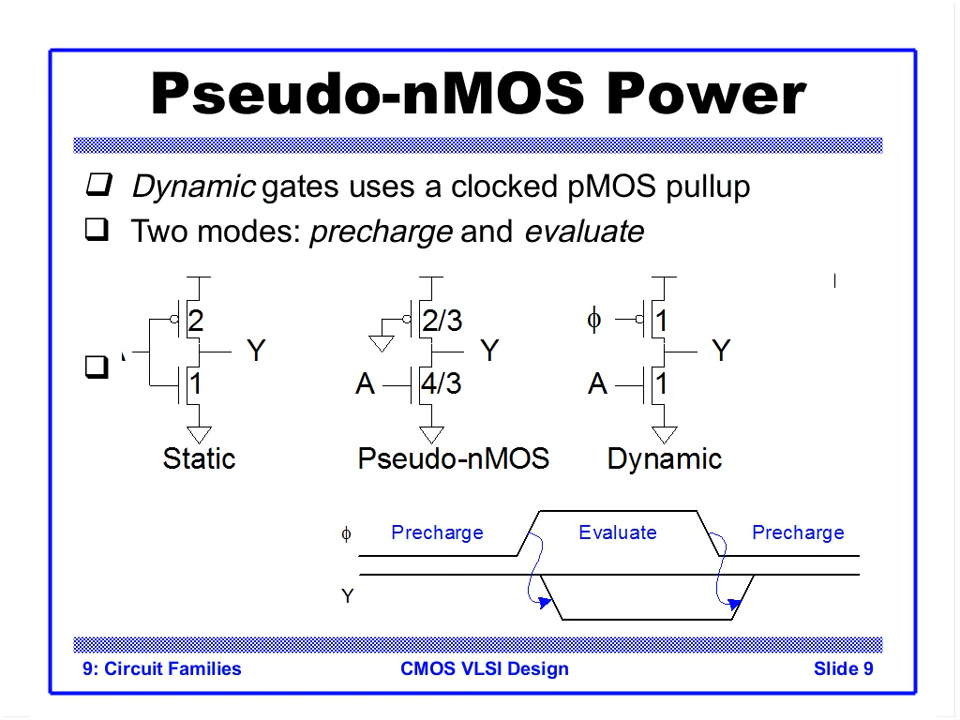 Pseudo-nMOS Power
❑ Dynamic gates uses a clocked pMOS pullup
❑ Two modes: precharge and evaluate
❑
2 2/3 ϕ 1
Y Y Y
1 A 4/3 A 1
Static Pseudo-nMOS Dynamic
ϕ Precharge Evaluate Precharge
Y
9: Circuit Families CMOS VLSI Design Slide 9